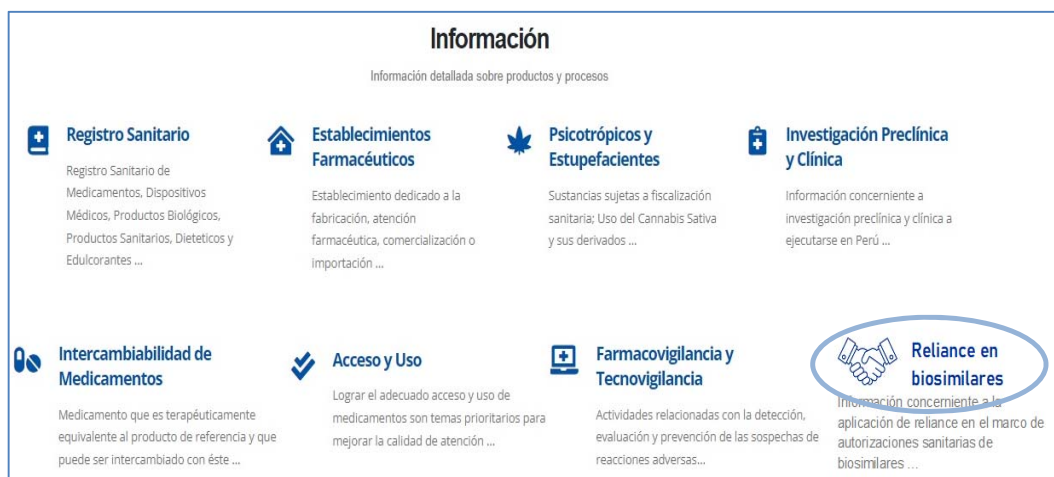 Información
Información detallada sobre productos y procesos
Registro Sanitario
Registro Sanitario de
Medicamentos, Dispositivos
Médicos, Productos Biológicos,
Productos Sanitarios, Dieteticos y
Edulcorantes ...
Establecimientos
Farmacéuticos
Establecimiento dedicado a la
fabricación, atención
farmacéutica, comercialización o
importación ...
Psicotrópicos y
Estupefacientes
Sustancias sujetas a fiscalización
sanitaria; Uso del Cannabis Sativa
y sus derivados ...
Investigación Preclínica
y Clínica
Información concerniente a
investigación preclínica y clínica a
ejecutarse en Perú ...
Intercambiabilidad de
Medicamentos
Medicamento que es terapéuticamente
equivalente al producto de referencia y que
puede ser intercambiado con éste ...
Acceso y Uso
Lograr el adecuado acceso y uso de
medicamentos son temas prioritarios para
mejorar la calidad de atención ...
Farmacovigilancia y
Tecnovigilancia
Actividades relacionadas con la detección,
evaluación y prevención de las sospechas de
reacciones adversas...
Reliance en
biosimilares
Información concerniente a la
aplicación de reliance en el marco de
autorizaciones sanitarias de
biosimilares ...